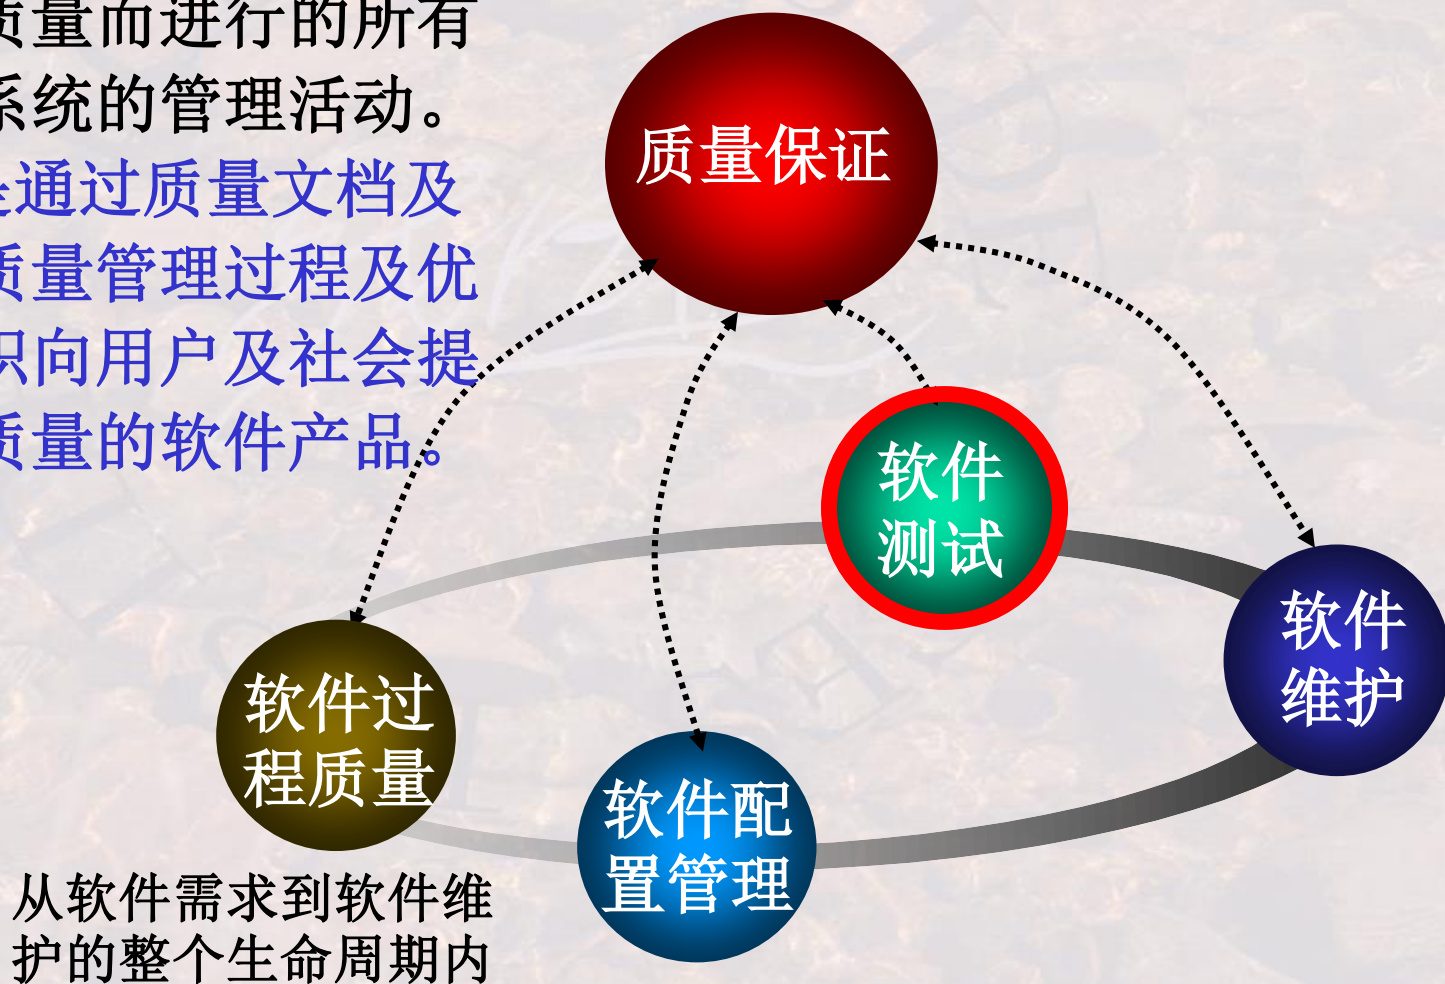 质量而进行的所有
系统的管理活动。
是通过质量文档及
质量管理过程及优
织向用户及社会提
质量的软件产品。
质量保证
软件
测试
软件
维护
软件过
程质量
软件配
置管理
从软件需求到软件维
护的整个生命周期内